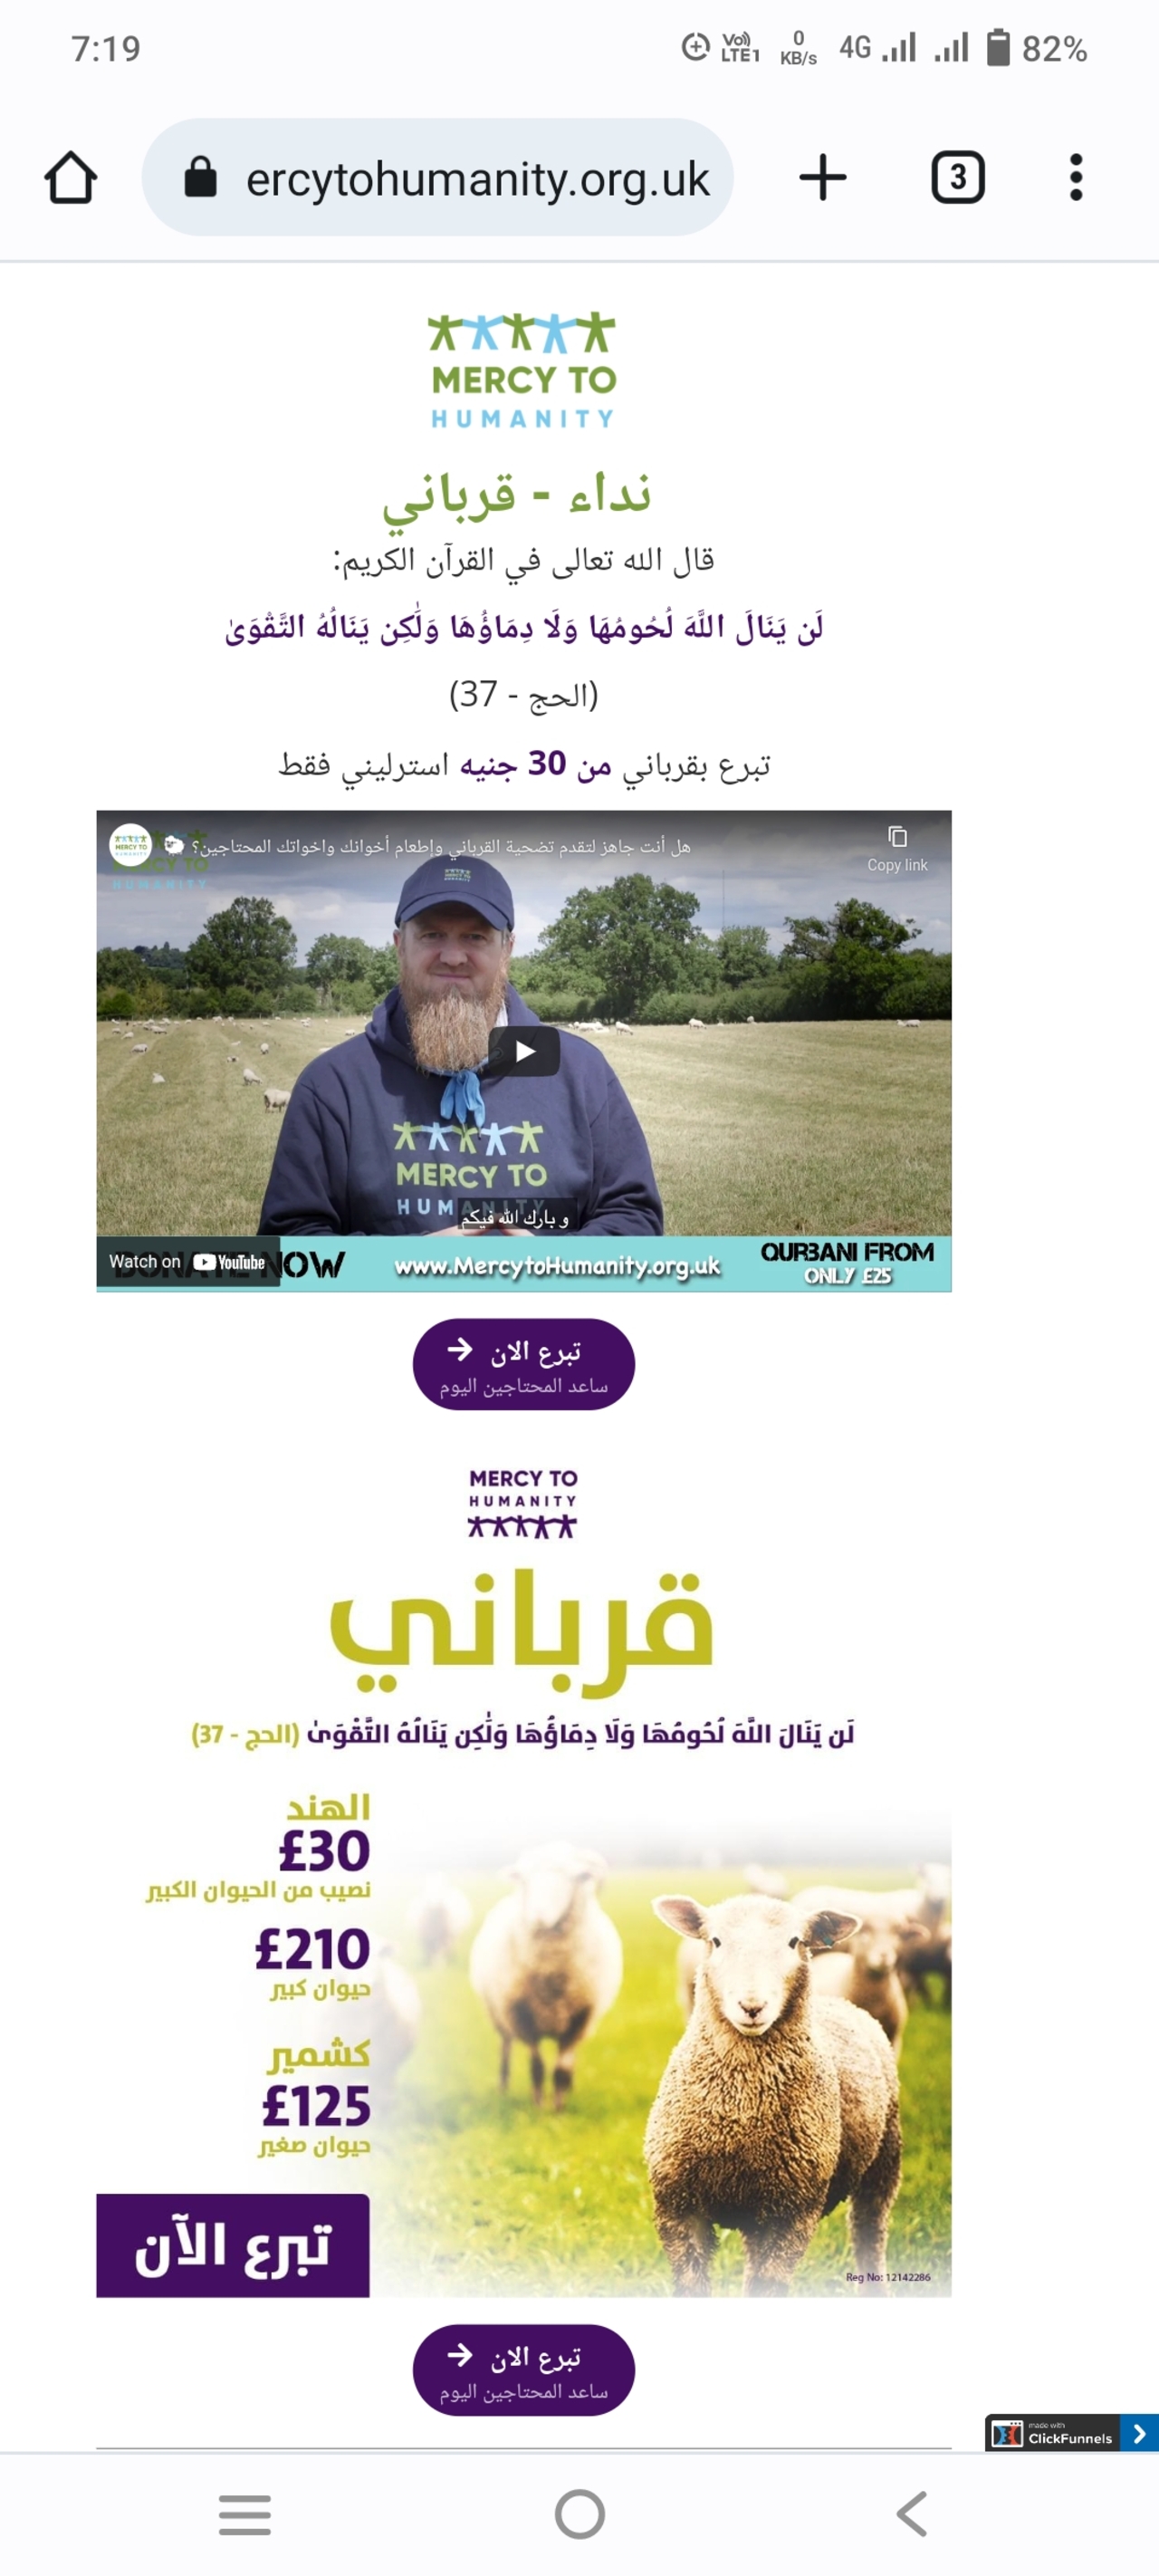 7:19
Vo)) LTE1 0 KB/s 4G 82%
ercytohumanity.org.uk
3
MERCY TO
HUMANITY
نداء - قرباني
قال الله تعالى في القرآن الكريم:
لَن يَنَالَ اللَّهَ لُحُومُهَا وَلَا دِمَاؤُهَا وَلَٰكِن يَنَالُهُ التَّقْوَىٰ
(الحج - 37)
تبرع بقرباني من 30 جنيه استرليني فقط
MERCY TO
HUMANITY
هل أنت جاهز لتقدم تضحية القرباني وإطعام أخوانك واخواتك المحتاجين؟
Copy link
MERCY TO
HUMANITY
و بارك الله فيكم
Watch on YouTube
DONATE NOW
www.MercytoHumanity.org.uk
QURBANI FROM
ONLY £25
تبرع الان
ساعد المحتاجين اليوم
MERCY TO
HUMANITY
قرباني
لَن يَنَالَ اللَّهَ لُحُومُهَا وَلَا دِمَاؤُهَا وَلَٰكِن يَنَالُهُ التَّقْوَىٰ (الحج - 37)
الهند
£30
نصيب من الحيوان الكبير
£210
حيوان كبير
كشمير
£125
حيوان صغير
تبرع الآن
Reg No: 12142286
تبرع الان
ساعد المحتاجين اليوم
made with
ClickFunnels